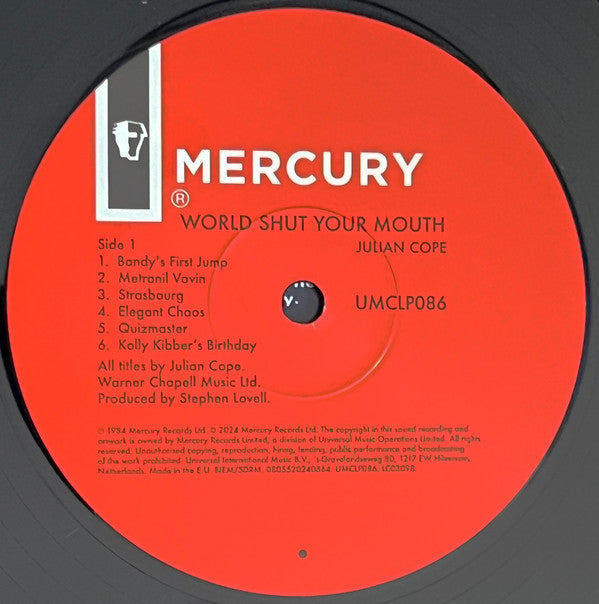 MERCURY
®
WORLD SHUT YOUR MOUTH
JULIAN COPE
Side 1
1. Bandy's First Jump
2. Metranil Vavin
3. Strasbourg
4. Elegant Chaos
5. Quizmaster
6. Kolly Kibber's Birthday
UMCLP086
All titles by Julian Cope.
Warner Chapell Music Ltd.
Produced by Stephen Lovell.
℗ 1984 Mercury Records Ltd. © 2024 Mercury Records Ltd. The copyright in this sound recording and
artwork is owned by Mercury Records Limited, a division of Universal Music Operations Limited. All rights
reserved. Unauthorised copying, reproduction, hiring, lending, public performance and broadcasting
of the work prohibited. Universal International Music B.V., 's-Gravelandseweg 80, 1217 EW Hilversum,
Netherlands. Made in the E.U. BIEM/SDRM. 0803520240364. UMCLP086. LC03098.